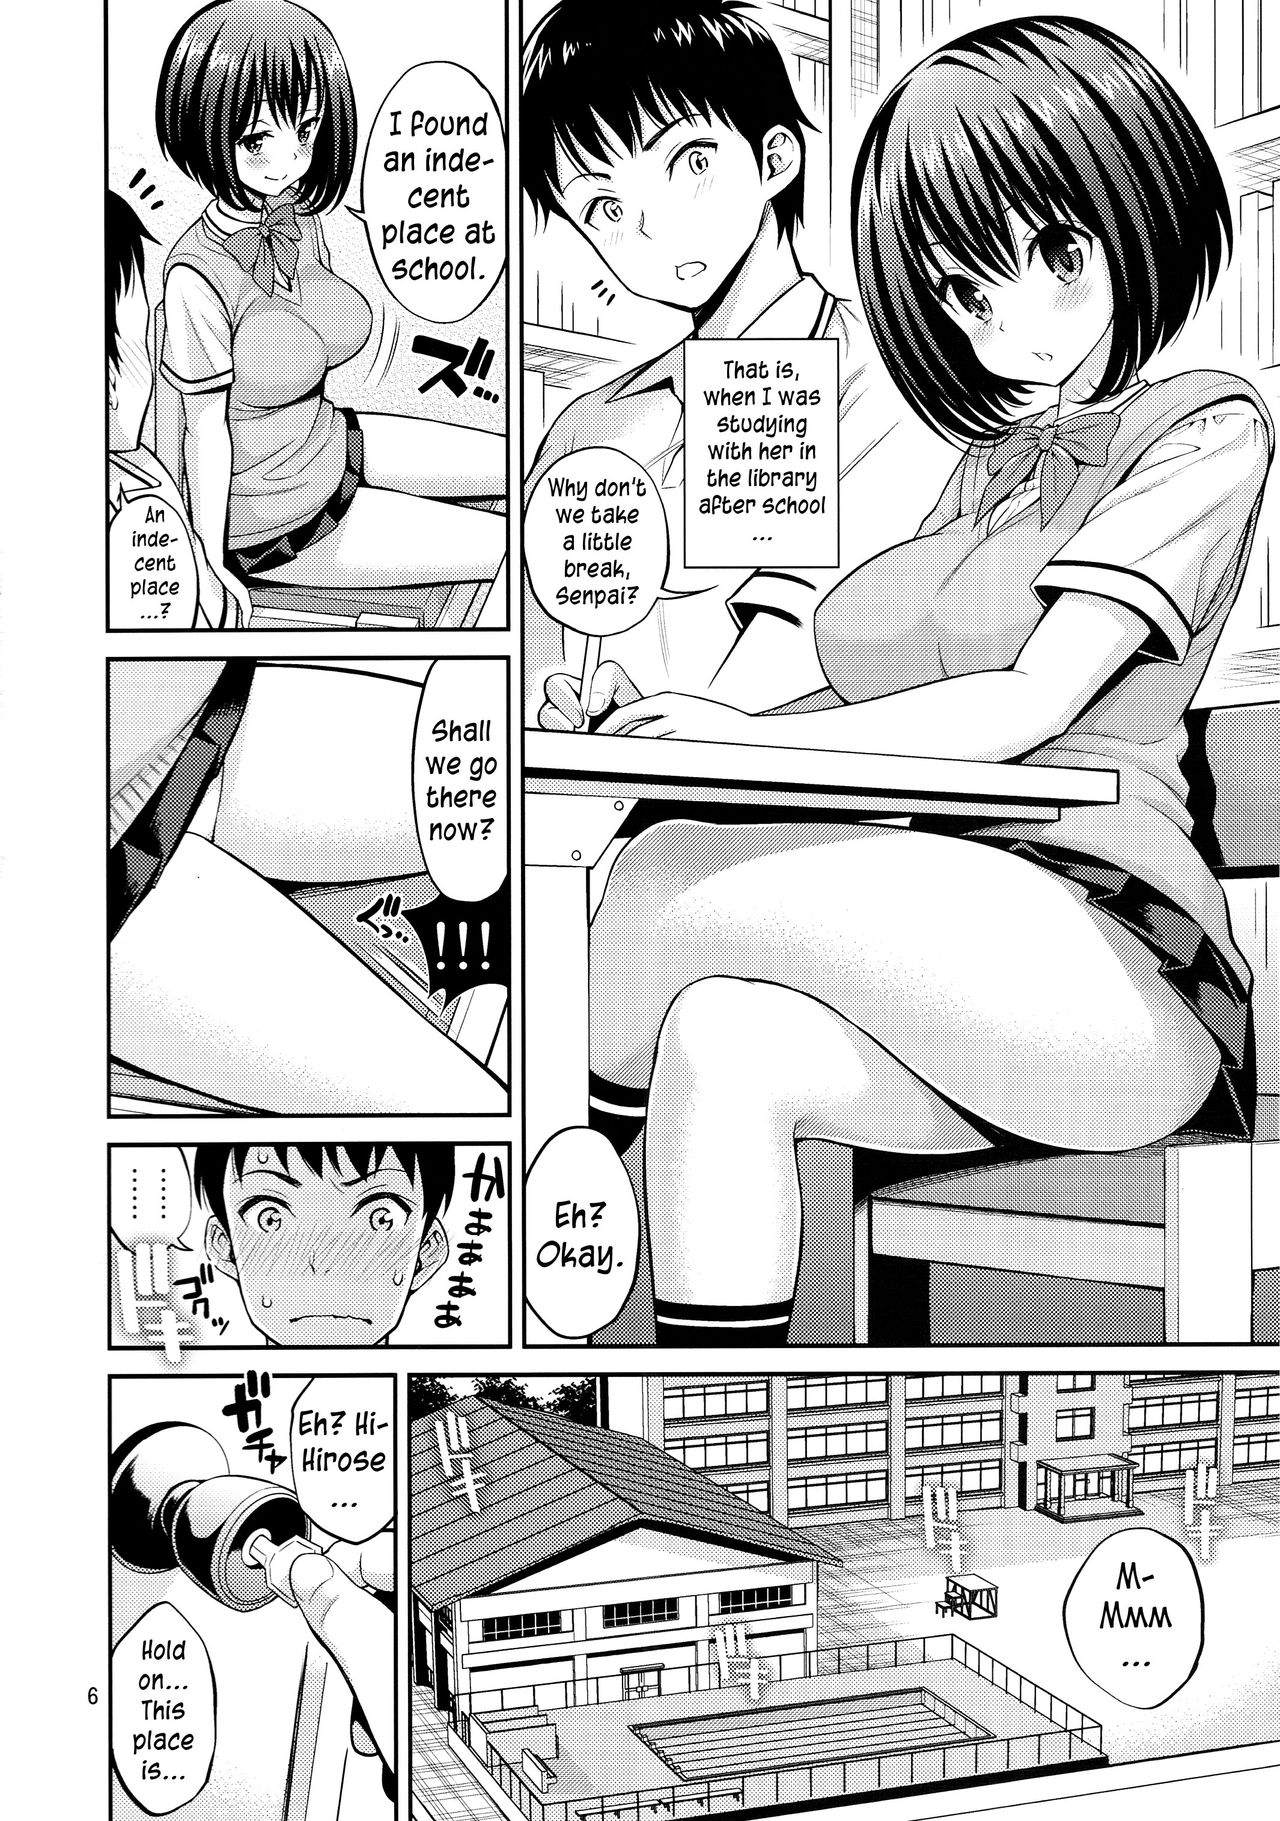 That is,
when I was
studying
with her in
the library
after school
...
Why don't
we take
a little
break,
Senpai?
Eh?
Okay.
I found
an inde-
cent
place at
school.
ズ...
An
inde-
cent
place
...?
Shall
we go
there
now?
ぐっ...
!!!
かぁぁぁぁ
......
ドキ
ゴクッ
M-
Mmm
...
ドキ
ドキ
ドキ
ドキ
Eh? Hi-
Hirose
...
ガチャ
Hold
on...
This
place
is...
6